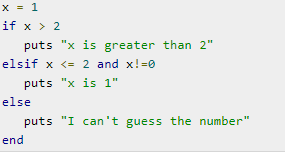 x = 1
if x > 2
   puts "x is greater than 2"
elsif x <= 2 and x!=0
   puts "x is 1"
else
   puts "I can't guess the number"
end